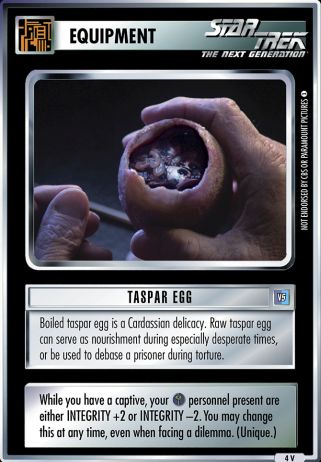 EQUIPMENT
STAR TREK
THE NEXT GENERATION®
NOT ENDORSED BY CBS OR PARAMOUNT PICTURES
TASPAR EGG
V5
Boiled taspar egg is a Cardassian delicacy. Raw taspar egg
can serve as nourishment during especially desperate times,
or be used to debase a prisoner during torture.
While you have a captive, your personnel present are
either INTEGRITY +2 or INTEGRITY –2. You may change
this at any time, even when facing a dilemma. (Unique.)
4 V